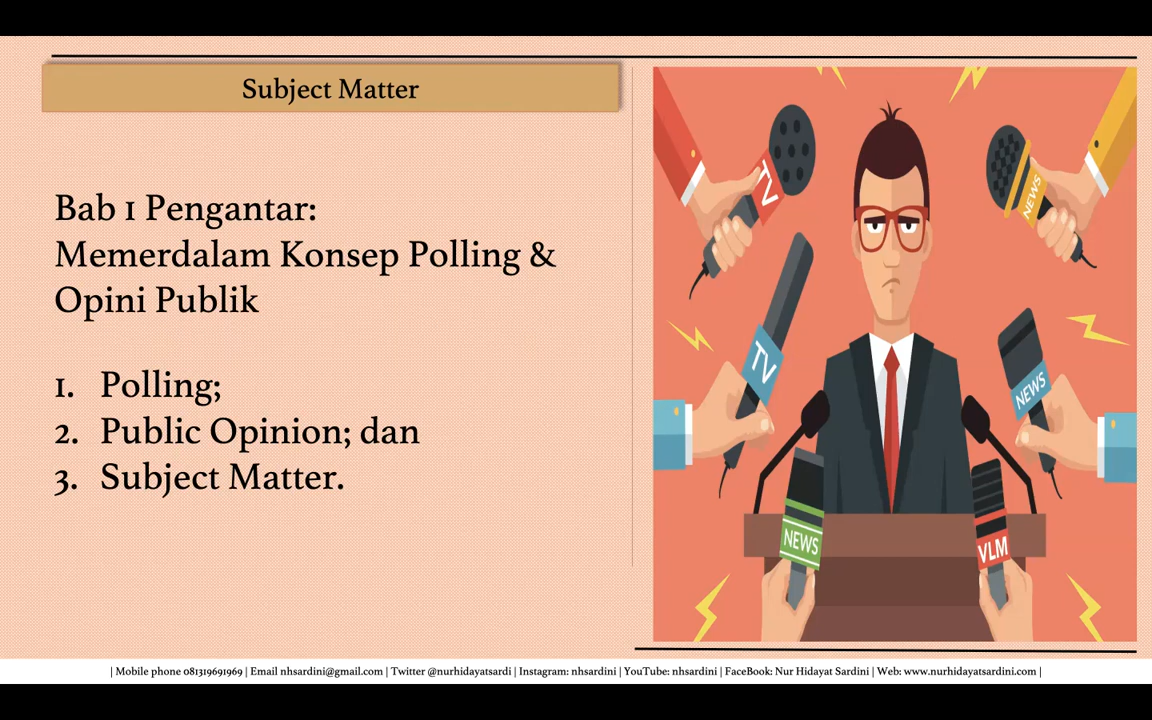 Subject Matter
Bab 1 Pengantar:
Memerdalam Konsep Polling &
Opini Publik
1. Polling;
2. Public Opinion; dan
3. Subject Matter.
TV
NEWS
TV
NEWS
NEWS
VLM
| Mobile phone 081319691969 | Email nhsardini@gmail.com | Twitter @nurhidayatsardi | Instagram: nhsardini | YouTube: nhsardini | FaceBook: Nur Hidayat Sardini | Web: www.nurhidayatsardini.com |